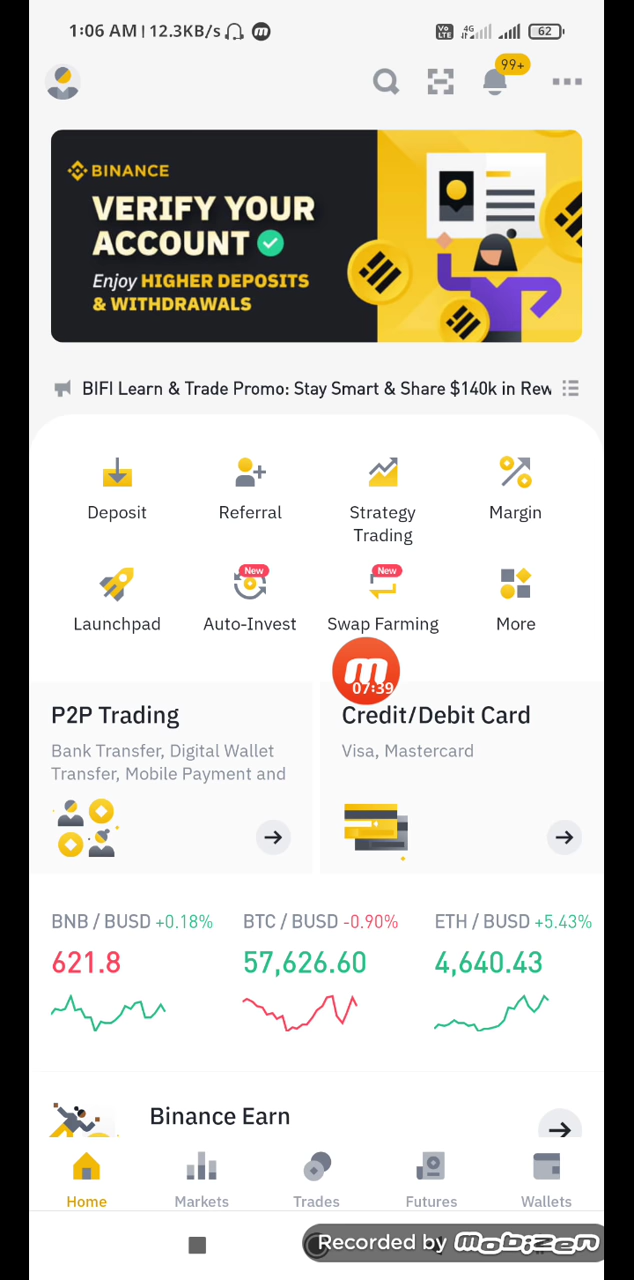 1:06 AM | 12.3KB/s m Vo LTE 4G 62
99+
BINANCE
VERIFY YOUR
ACCOUNT
Enjoy HIGHER DEPOSITS
& WITHDRAWALS
BIFI Learn & Trade Promo: Stay Smart & Share $140k in Rew
Deposit
Referral
Strategy
Trading
Margin
Launchpad
New
Auto-Invest
New
Swap Farming
More
m
07:39
P2P Trading
Bank Transfer, Digital Wallet
Transfer, Mobile Payment and
Credit/Debit Card
Visa, Mastercard
BNB / BUSD +0.18%
621.8
BTC / BUSD -0.90%
57,626.60
ETH / BUSD +5.43%
4,640.43
Binance Earn
Home
Markets
Trades
Futures
Wallets
Recorded by mobizen